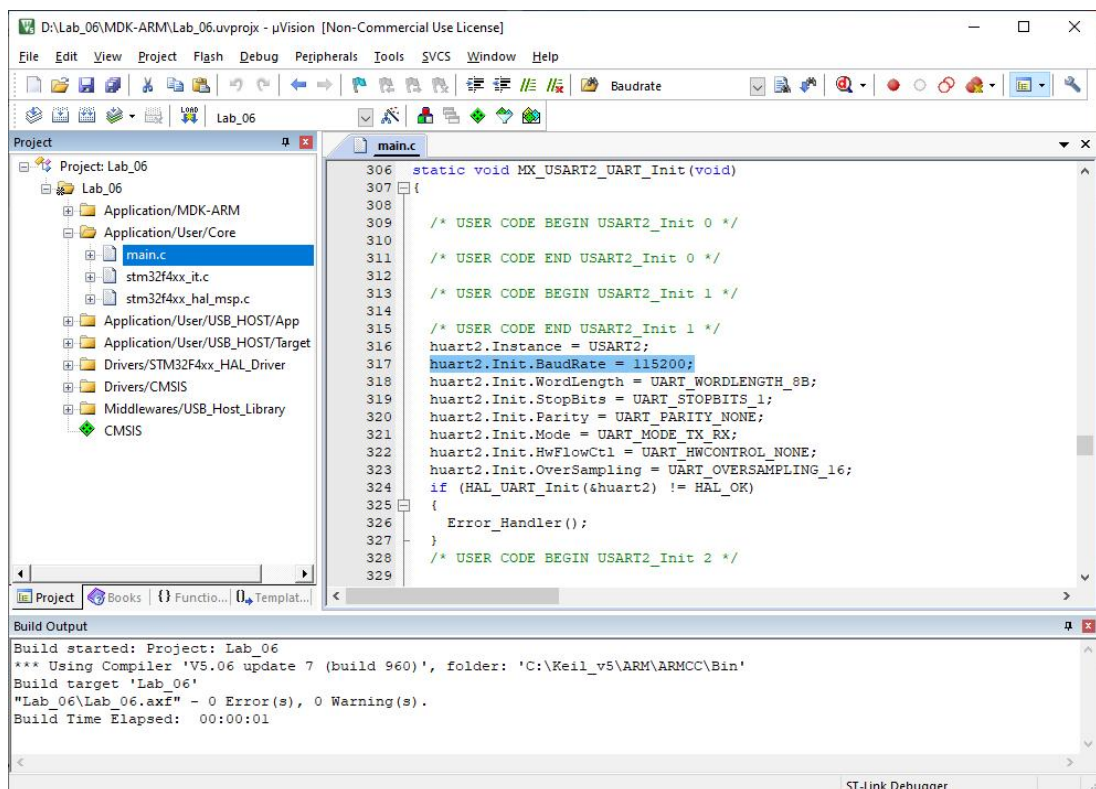 D:\Lab_06\MDK-ARM\Lab_06.uvprojx - µVision [Non-Commercial Use License]
File Edit View Project Flash Debug Peripherals Tools SVCS Window Help
Baudrate
LOAD Lab_06
Project
Project: Lab_06
Lab_06
Application/MDK-ARM
Application/User/Core
main.c
stm32f4xx_it.c
stm32f4xx_hal_msp.c
Application/User/USB_HOST/App
Application/User/USB_HOST/Target
Drivers/STM32F4xx_HAL_Driver
Drivers/CMSIS
Middlewares/USB_Host_Library
CMSIS
Project Books {} Functio... Templat...
main.c
306 static void MX_USART2_UART_Init(void)
307 {
308
309 /* USER CODE BEGIN USART2_Init 0 */
310
311 /* USER CODE END USART2_Init 0 */
312
313 /* USER CODE BEGIN USART2_Init 1 */
314
315 /* USER CODE END USART2_Init 1 */
316 huart2.Instance = USART2;
317 huart2.Init.BaudRate = 115200;
318 huart2.Init.WordLength = UART_WORDLENGTH_8B;
319 huart2.Init.StopBits = UART_STOPBITS_1;
320 huart2.Init.Parity = UART_PARITY_NONE;
321 huart2.Init.Mode = UART_MODE_TX_RX;
322 huart2.Init.HwFlowCtl = UART_HWCONTROL_NONE;
323 huart2.Init.OverSampling = UART_OVERSAMPLING_16;
324 if (HAL_UART_Init(&huart2) != HAL_OK)
325 {
326 Error_Handler();
327 }
328 /* USER CODE BEGIN USART2_Init 2 */
329
Build Output
Build started: Project: Lab_06
*** Using Compiler 'V5.06 update 7 (build 960)', folder: 'C:\Keil_v5\ARM\ARMCC\Bin'
Build target 'Lab_06'
"Lab_06\Lab_06.axf" - 0 Error(s), 0 Warning(s).
Build Time Elapsed:  00:00:01
ST-Link Debugger